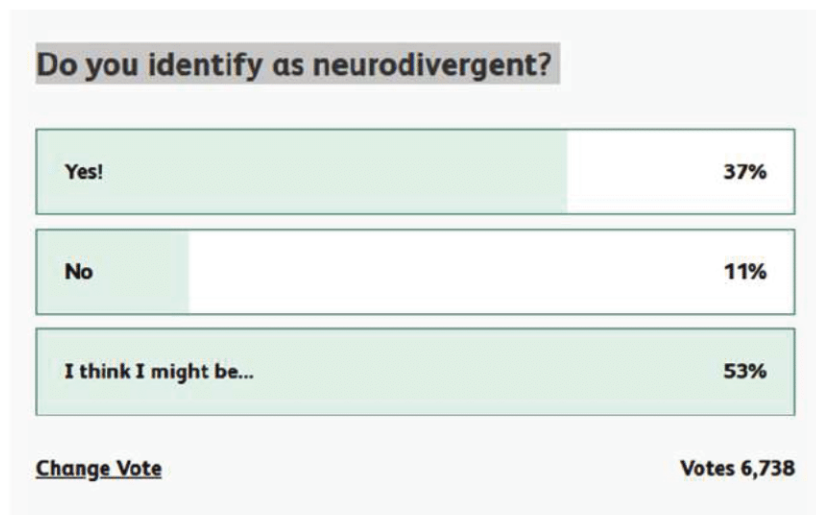 Do you identify as neurodivergent?
Yes! 37%
No 11%
I think I might be... 53%
Change Vote Votes 6,738